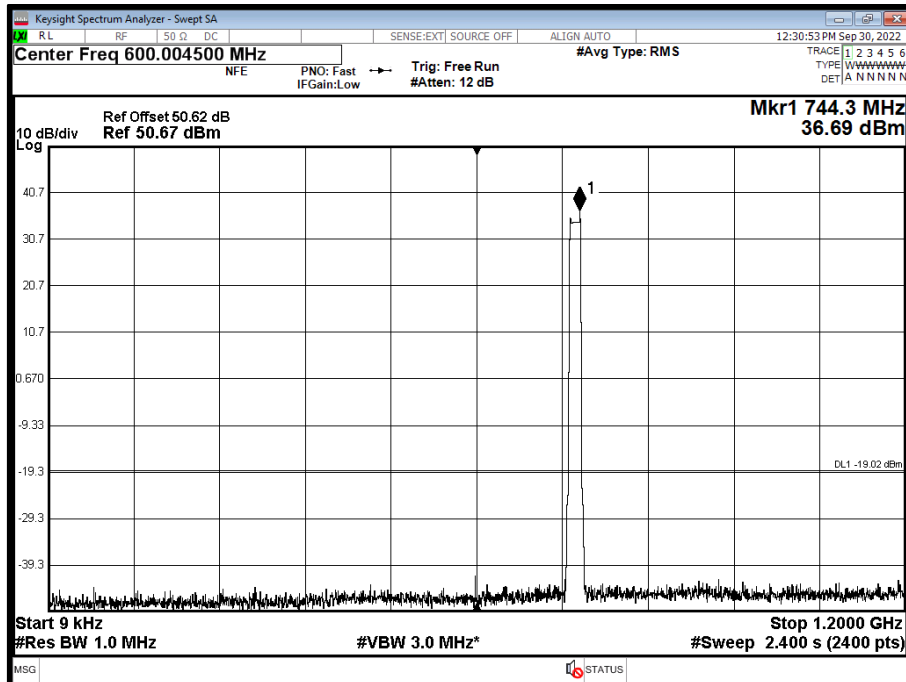 Keysight Spectrum Analyzer - Swept SA
LXI RL RF 50 Ω DC SENSE:EXT SOURCE OFF ALIGN AUTO 12:30:53 PM Sep 30, 2022
Center Freq 600.004500 MHz #Avg Type: RMS TRACE 1 2 3 4 5 6
NFE PNO: Fast Trig: Free Run TYPE WWWWWW
IFGain:Low #Atten: 12 dB DET A N N N N N
Mkr1 744.3 MHz
Ref Offset 50.62 dB
10 dB/div Ref 50.67 dBm 36.69 dBm
Log
1
40.7
30.7
20.7
10.7
0.670
-9.33
-19.3 DL1 -19.02 dBm
-29.3
-39.3
Start 9 kHz Stop 1.2000 GHz
#Res BW 1.0 MHz #VBW 3.0 MHz* #Sweep 2.400 s (2400 pts)
MSG STATUS